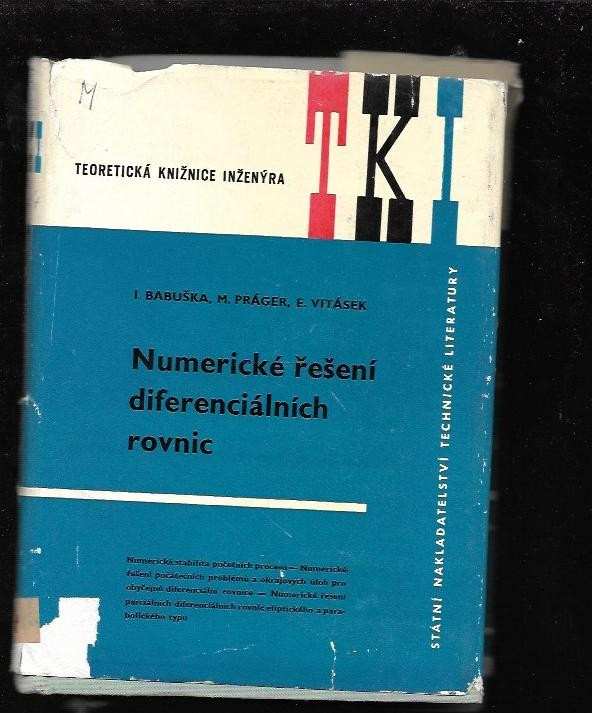 M
TKI
TEORETICKÁ KNIŽNICE INŽENÝRA
I. BABUŠKA, M. PRÁGER, E. VITÁSEK
Numerické řešení
diferenciálních
rovnic
Numerická stabilita početních procesů — Numerické
řešení počátečních problémů a okrajových úloh pro
obyčejné diferenciální rovnice — Numerické řešení
parciálních diferenciálních rovnic eliptického a para-
bolického typu
STÁTNÍ NAKLADATELSTVÍ TECHNICKÉ LITERATURY